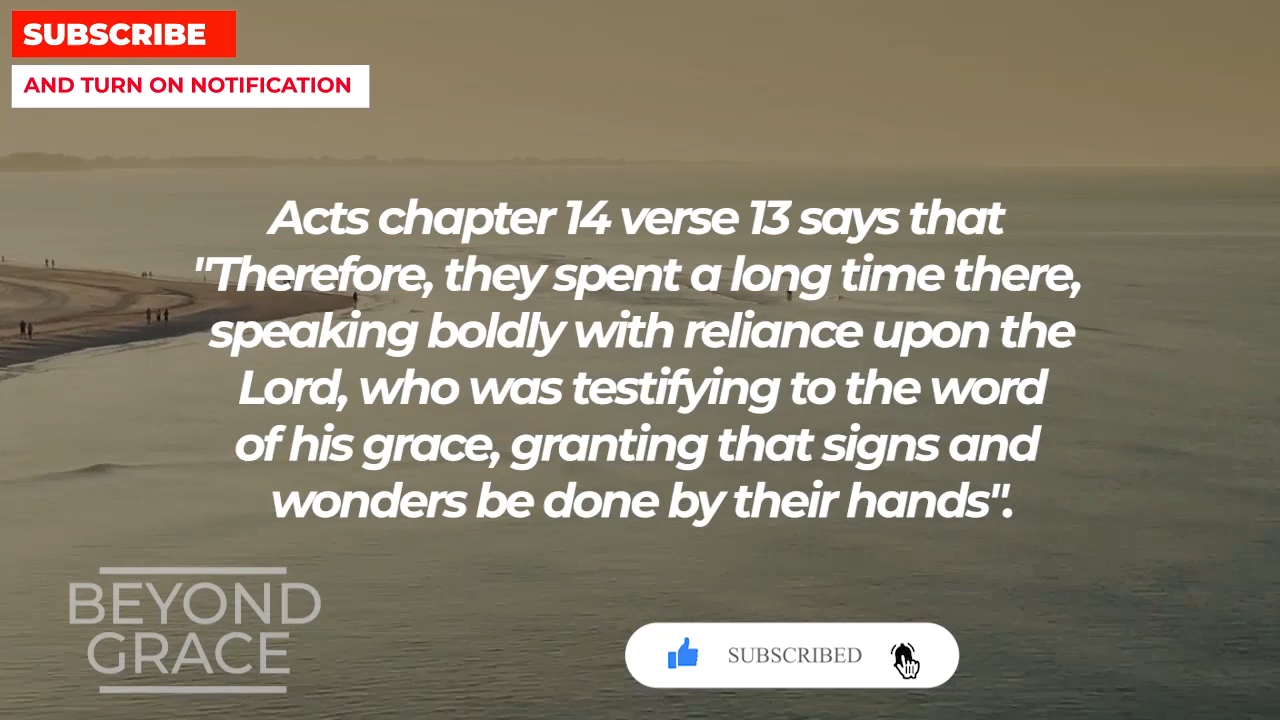 SUBSCRIBE
AND TURN ON NOTIFICATION
Acts chapter 14 verse 13 says that
"Therefore, they spent a long time there,
speaking boldly with reliance upon the
Lord, who was testifying to the word
of his grace, granting that signs and
wonders be done by their hands".
BEYOND
GRACE
SUBSCRIBED